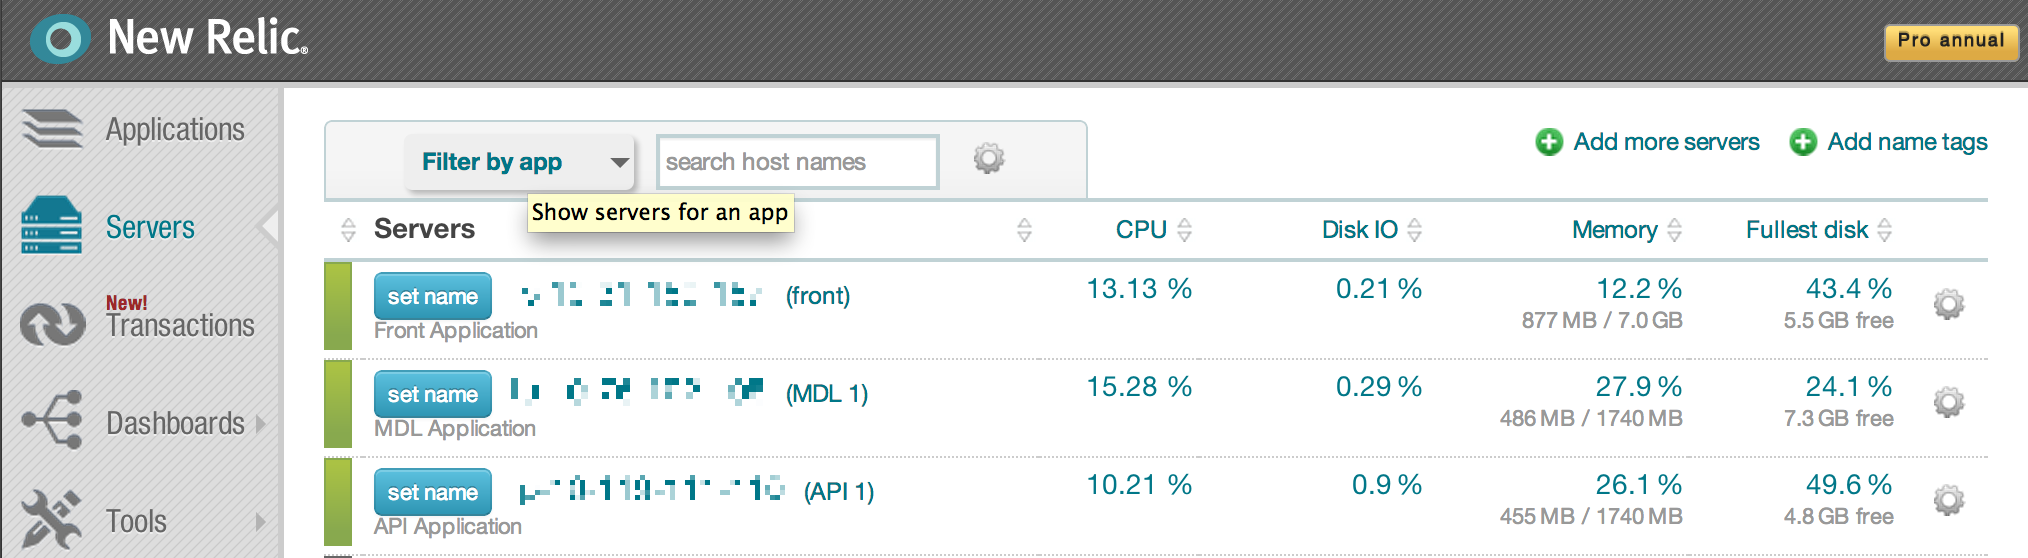 New Relic®
Pro annual
Applications
Servers
New!
Transactions
Dashboards
Tools
Filter by app
search host names
Show servers for an app
Add more servers
Add name tags
Servers CPU Disk IO Memory Fullest disk
set name (front) 13.13 % 0.21 % 12.2 % 43.4 %
Front Application 877 MB / 7.0 GB 5.5 GB free
set name (MDL 1) 15.28 % 0.29 % 27.9 % 24.1 %
MDL Application 486 MB / 1740 MB 7.3 GB free
set name (API 1) 10.21 % 0.9 % 26.1 % 49.6 %
API Application 455 MB / 1740 MB 4.8 GB free